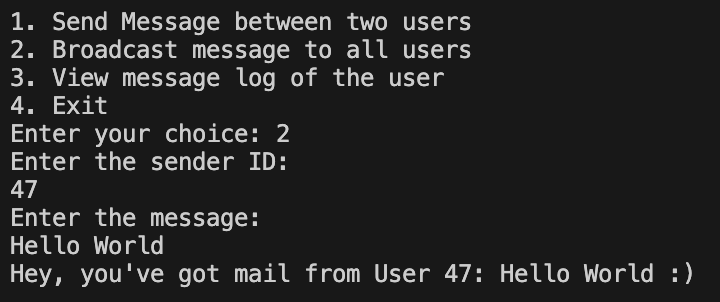 1. Send Message between two users
2. Broadcast message to all users
3. View message log of the user
4. Exit
Enter your choice: 2
Enter the sender ID:
47
Enter the message:
Hello World
Hey, you've got mail from User 47: Hello World :)